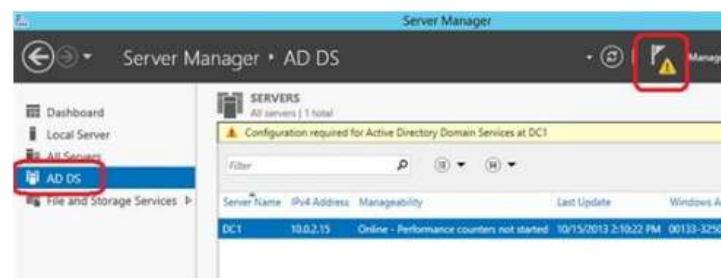 Server Manager
Server Manager • AD DS
Manage
Dashboard
Local Server
All Servers
AD DS
File and Storage Services
SERVERS
All servers | 1 total
Configuration required for Active Directory Domain Services at DC1
Filter
Server Name IPv4 Address Manageability Last Update Windows A
DC1 10.0.2.15 Online - Performance counters not started 10/15/2013 2:10:22 PM 00133-3250